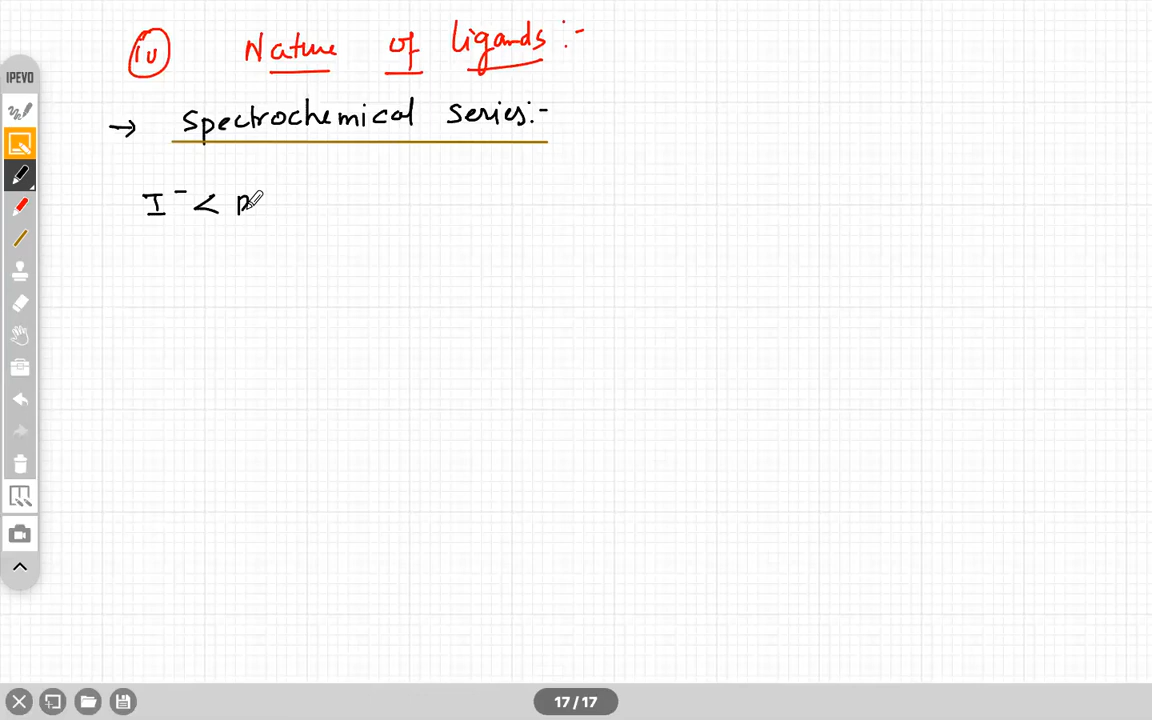 IPEVO
(iv) Nature of ligands :-
→ Spectrochemical series:-
I⁻ <
17/17